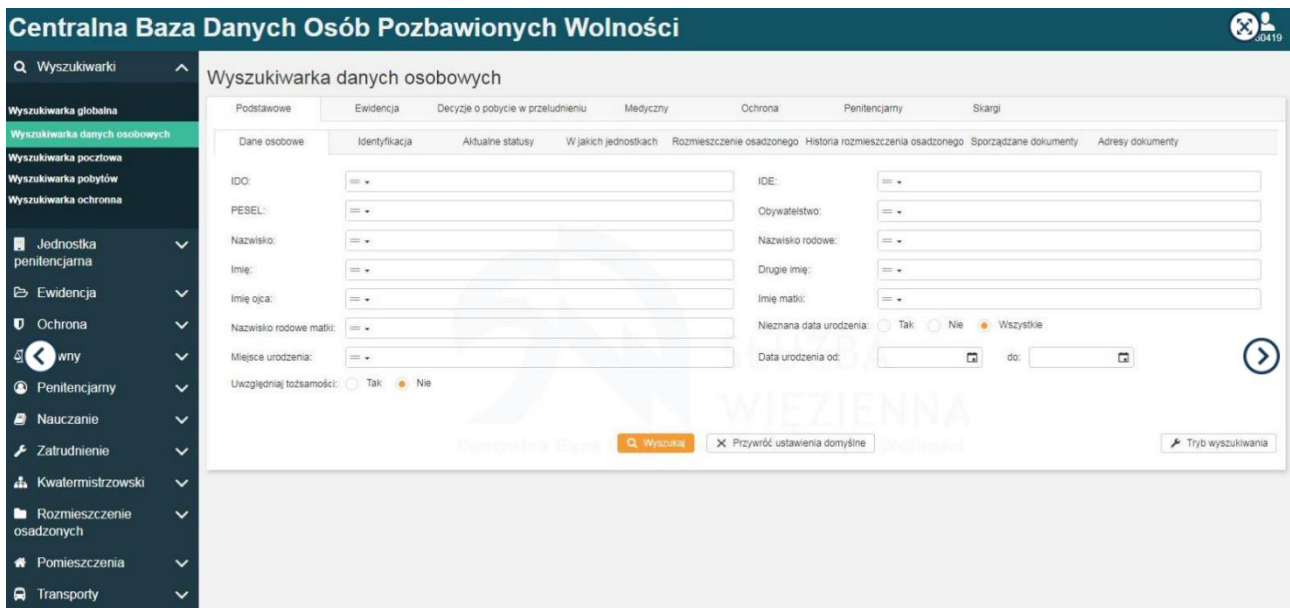 Centralna Baza Danych Osób Pozbawionych Wolności
60419
Wyszukiwarki
Wyszukiwarka globalna
Wyszukiwarka danych osobowych
Wyszukiwarka pocztowa
Wyszukiwarka pobytów
Wyszukiwarka ochronna
Jednostka
penitencjarna
Ewidencja
Ochrona
wny
Penitencjarny
Nauczanie
Zatrudnienie
Kwatermistrzowski
Rozmieszczenie
osadzonych
Pomieszczenia
Transporty
Wyszukiwarka danych osobowych
Podstawowe Ewidencja Decyzje o pobycie w przeludnieniu Medyczny Ochrona Penitencjarny Skargi
Dane osobowe Identyfikacja Aktualne statusy W jakich jednostkach Rozmieszczenie osadzonego Historia rozmieszczenia osadzonego Sporządzane dokumenty Adresy dokumenty
IDO: = IDE: =
PESEL: = Obywatelstwo: =
Nazwisko: = Nazwisko rodowe: =
Imię: = Drugie imię: =
Imię ojca: = Imię matki: =
Nazwisko rodowe matki: = Nieznana data urodzenia: Tak Nie Wszystkie
Miejsce urodzenia: = Data urodzenia od: do:
Uwzględniaj tożsamości: Tak Nie
SŁUŻBA
WIĘZIENNA
Wyszukaj Przywróć ustawienia domyślne Tryb wyszukiwania